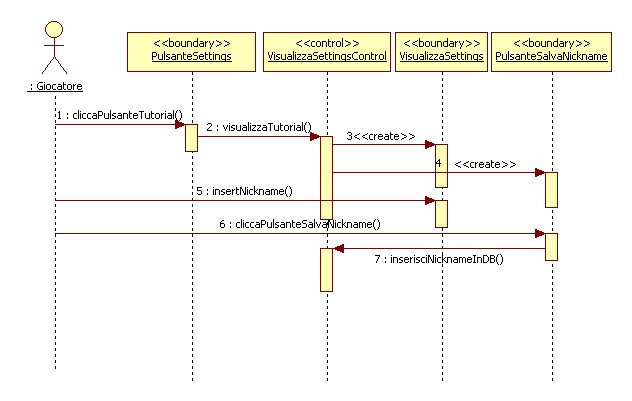 <<boundary>>
PulsanteSettings
<<control>>
VisualizzaSettingsControl
<<boundary>>
VisualizzaSettings
<<boundary>>
PulsanteSalvaNickname
: Giocatore
1 : cliccaPulsanteTutorial()
2 : visualizzaTutorial()
3<<create>>
4 <<create>>
5 : insertNickname()
6 : cliccaPulsanteSalvaNickname()
7 : inserisciNicknameInDB()